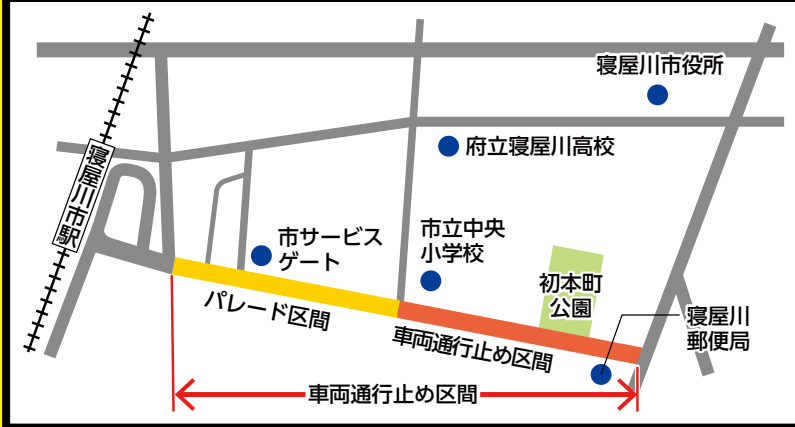 寝屋川市役所
府立寝屋川高校
寝屋川市駅
市サービス
ゲート
市立中央
小学校
初本町
公園
パレード区間
車両通行止め区間
寝屋川
郵便局
車両通行止め区間